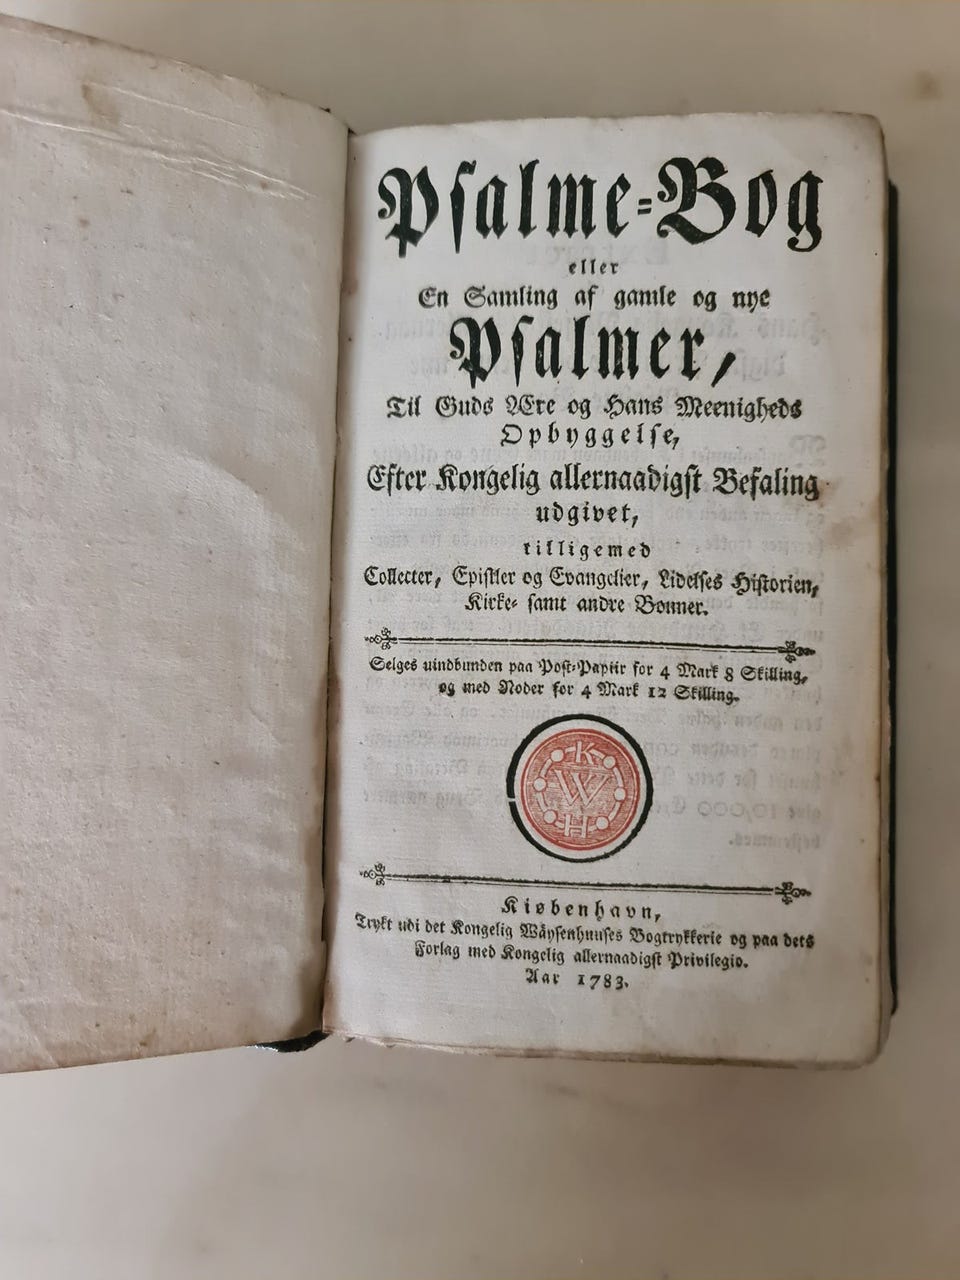 Psalme=Bog
eller
En Samling af gamle og nye
Psalmer,
Til Guds Ære og Hans Meenigheds
Opbyggelse,
Efter Kongelig allernaadigst Befaling
udgivet,
tilligemed
Collecter, Epistler og Evangelier, Lidelses Historien,
Kirke= samt andre Bønner.
Selges uindbunden paa Post=Papiir for 4 Mark 8 Skilling,
og med Noder for 4 Mark 12 Skilling.
K
W
H
Kiøbenhavn,
Trykt udi det Kongelig Wäysenhuuses Bogtrykkerie og paa dets
Forlag med Kongelig allernaadigst Privilegio.
Aar 1783.